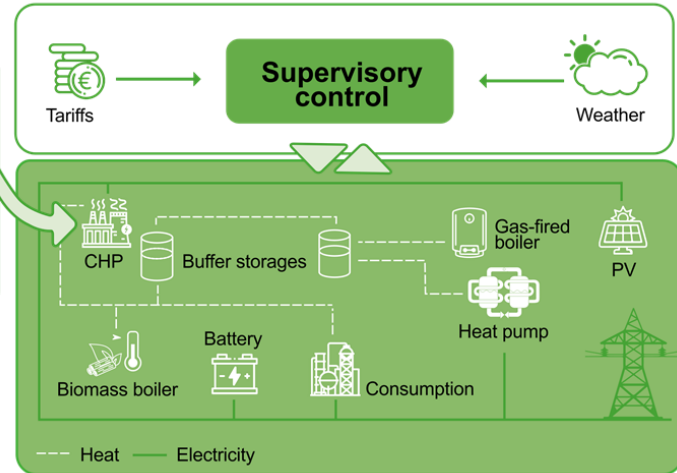 Supervisory
control
Tariffs
Weather
CHP
Buffer storages
Gas-fired
boiler
PV
Heat pump
Battery
Biomass boiler
Consumption
Heat
Electricity